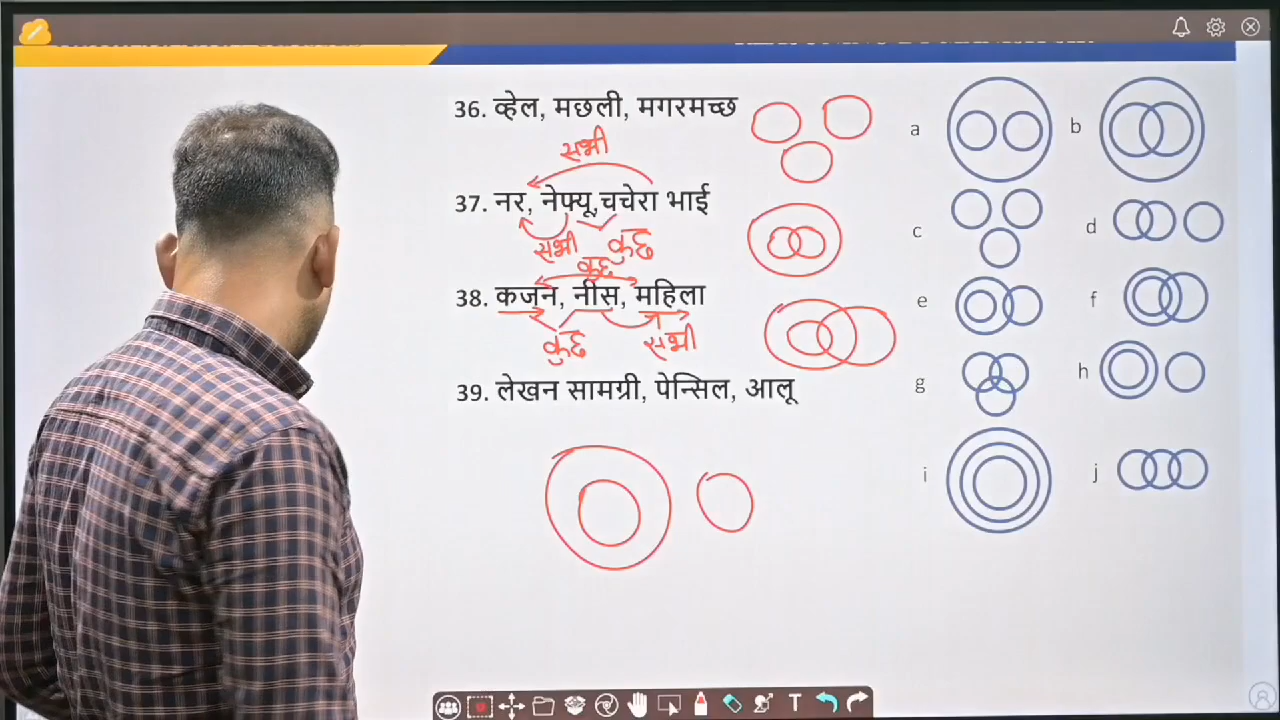 36. व्हेल, मछली, मगरमच्छ
सभी
37. नर, नेफ्यू,चचेरा भाई
सभी कुछ
कुछ
38. कजन, नीस, महिला
कुछ सभी
39. लेखन सामग्री, पेन्सिल, आलू
a b
c d
e f
g h
i j
T